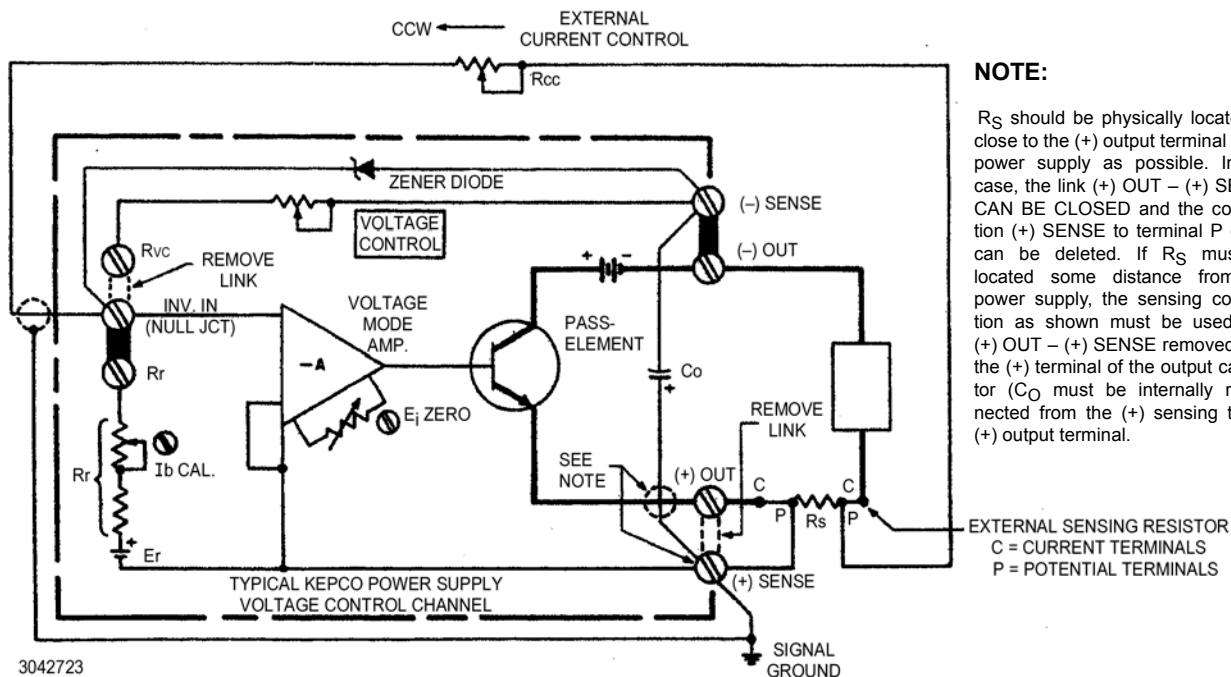 CCW
EXTERNAL
CURRENT CONTROL
Rcc
ZENER DIODE
VOLTAGE
CONTROL
(–) SENSE
(–) OUT
Rvc
REMOVE
LINK
INV. IN
(NULL JCT)
VOLTAGE
MODE
AMP.
–A
+
-
PASS-
ELEMENT
Co
+
Ei ZERO
Rr
Rr
Ib CAL.
+
Er
REMOVE
LINK
SEE
NOTE
(+) OUT
C
P
Rs
C
P
(+) SENSE
EXTERNAL SENSING RESISTOR
C = CURRENT TERMINALS
P = POTENTIAL TERMINALS
TYPICAL KEPCO POWER SUPPLY
VOLTAGE CONTROL CHANNEL
SIGNAL
GROUND
3042723
NOTE:
RS should be physically locat
close to the (+) output terminal
power supply as possible. In
case, the link (+) OUT – (+) SE
CAN BE CLOSED and the co
tion (+) SENSE to terminal P (
can be deleted. If RS mus
located some distance from
power supply, the sensing co
tion as shown must be used
(+) OUT – (+) SENSE removed
the (+) terminal of the output ca
tor (CO must be internally r
nected from the (+) sensing t
(+) output terminal.